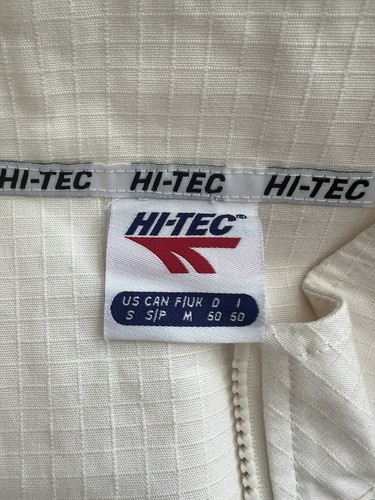 HI-TEC HI-TEC HI-TEC
HI-TEC
US CAN F/UK D I
S S/P M 50 50